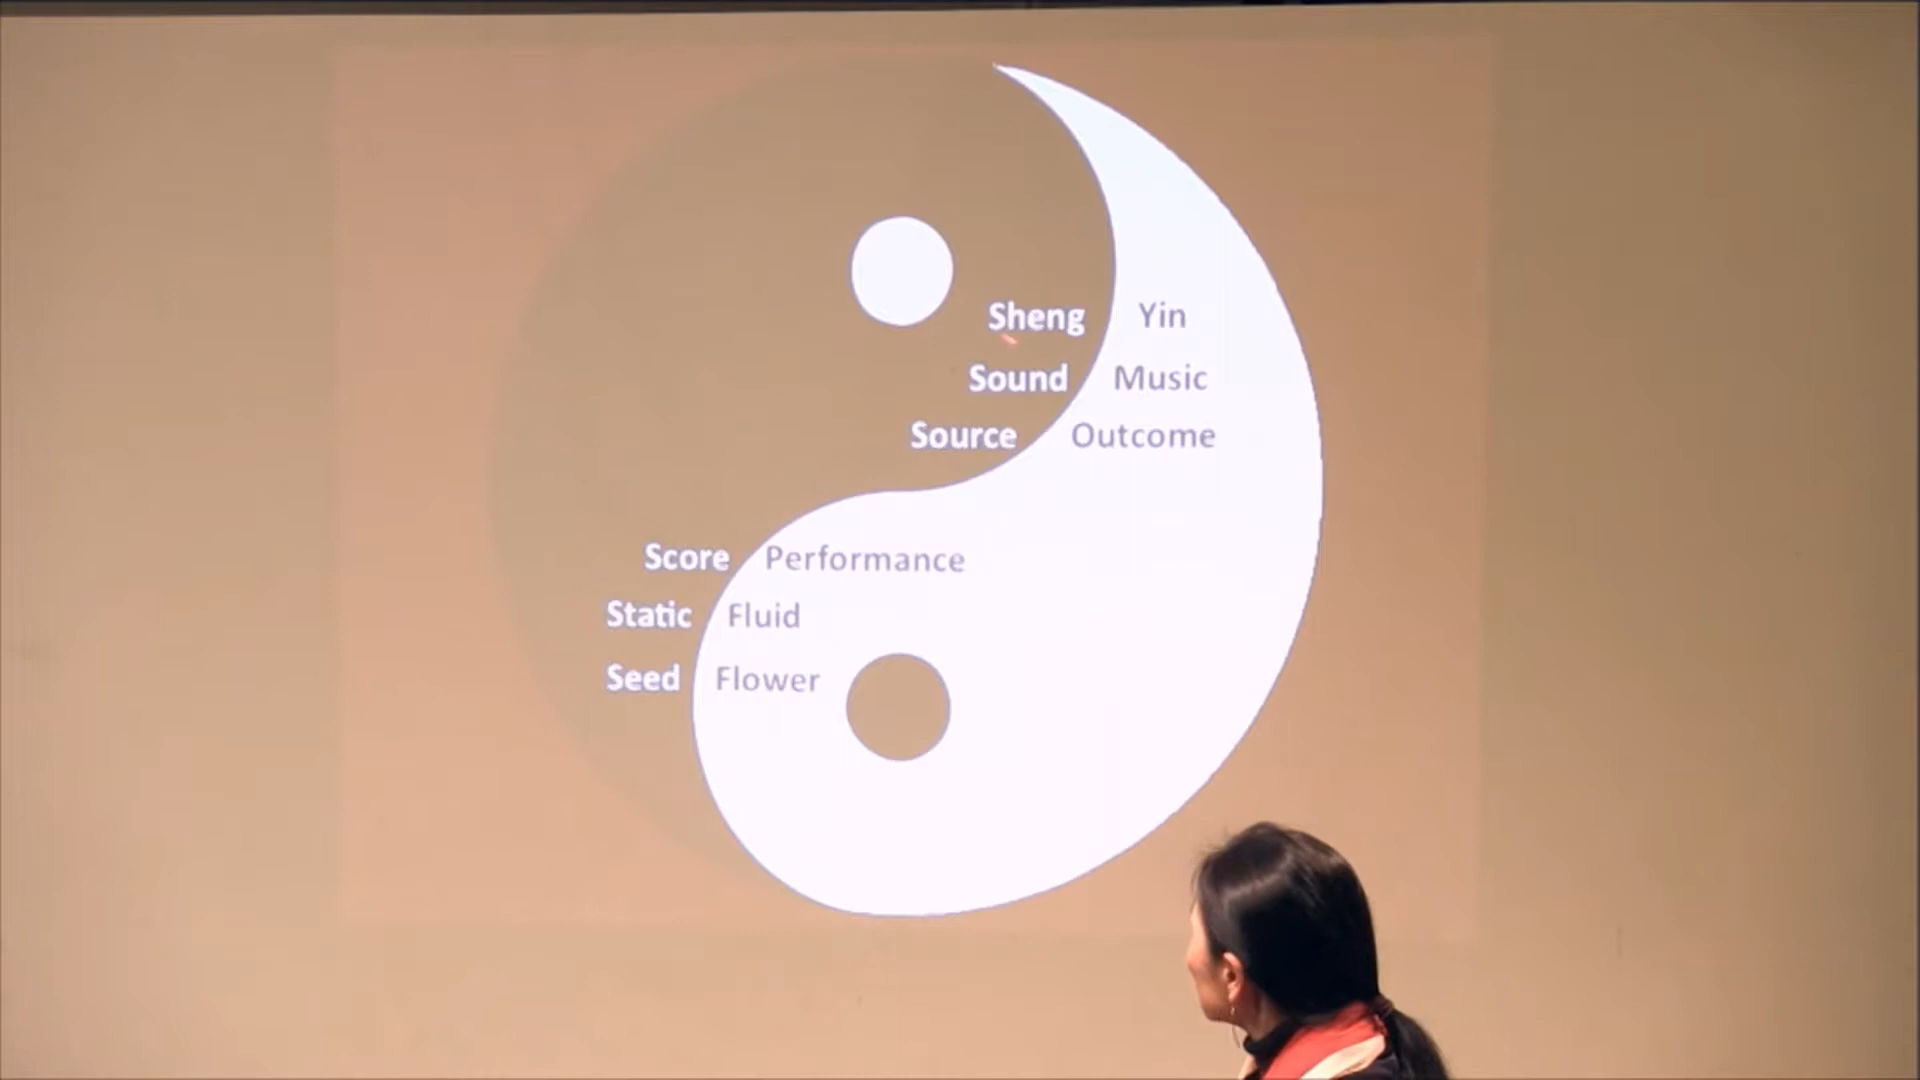 Sheng Yin
Sound Music
Source Outcome
Score Performance
Static Fluid
Seed Flower